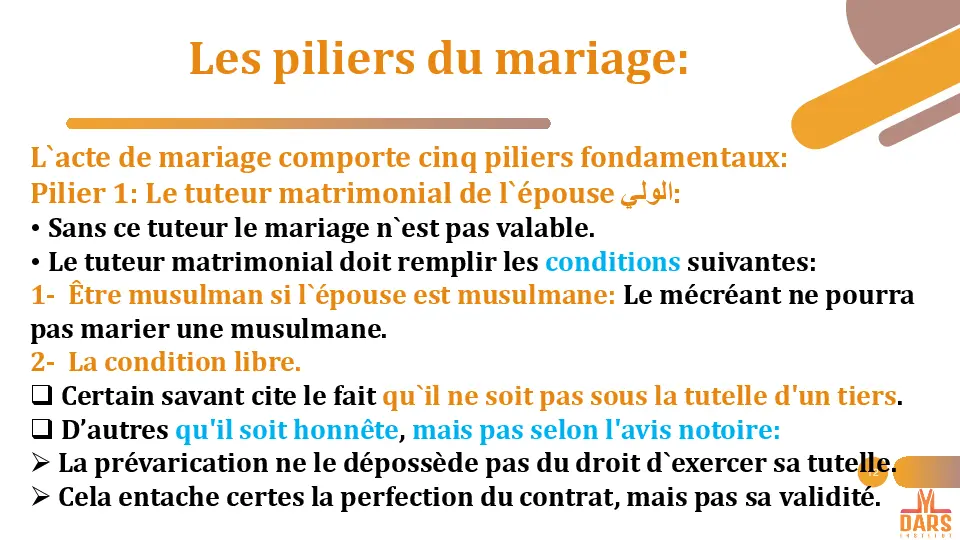 Les piliers du mariage:
L`acte de mariage comporte cinq piliers fondamentaux:
Pilier 1: Le tuteur matrimonial de l`épouse الولي:
• Sans ce tuteur le mariage n`est pas valable.
• Le tuteur matrimonial doit remplir les conditions suivantes:
1- Être musulman si l`épouse est musulmane: Le mécréant ne pourra
pas marier une musulmane.
2- La condition libre.
❑ Certain savant cite le fait qu`il ne soit pas sous la tutelle d'un tiers.
❑ D’autres qu'il soit honnête, mais pas selon l'avis notoire:
➢ La prévarication ne le dépossède pas du droit d`exercer sa tutelle.
➢ Cela entache certes la perfection du contrat, mais pas sa validité.
DARS
INSTITUT